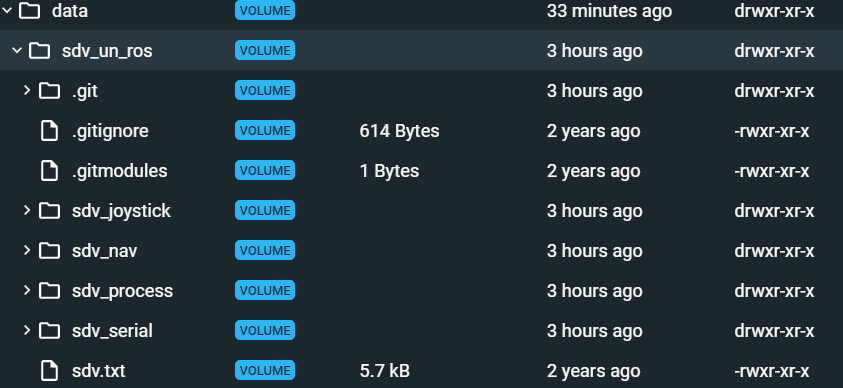 data VOLUME 33 minutes ago drwxr-xr-x
sdv_un_ros VOLUME 3 hours ago drwxr-xr-x
.git VOLUME 3 hours ago drwxr-xr-x
.gitignore VOLUME 614 Bytes 2 years ago -rwxr-xr-x
.gitmodules VOLUME 1 Bytes 2 years ago -rwxr-xr-x
sdv_joystick VOLUME 3 hours ago drwxr-xr-x
sdv_nav VOLUME 3 hours ago drwxr-xr-x
sdv_process VOLUME 3 hours ago drwxr-xr-x
sdv_serial VOLUME 3 hours ago drwxr-xr-x
sdv.txt VOLUME 5.7 kB 2 years ago -rwxr-xr-x